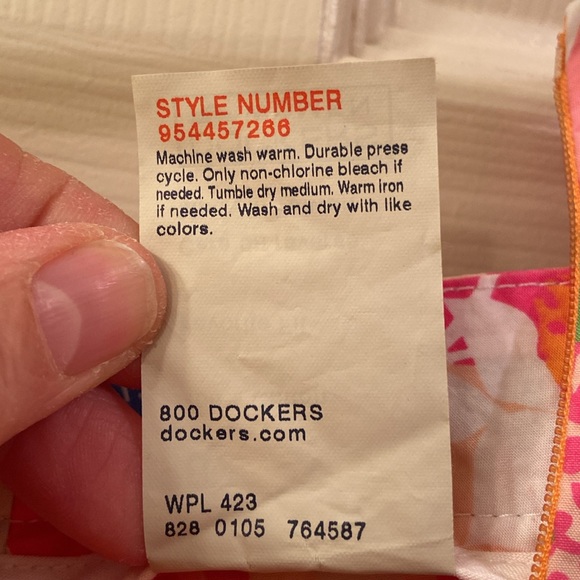 STYLE NUMBER
954457266
Machine wash warm. Durable press
cycle. Only non-chlorine bleach if
needed. Tumble dry medium. Warm iron
if needed. Wash and dry with like
colors.
800 DOCKERS
dockers.com
WPL 423
828 0105 764587